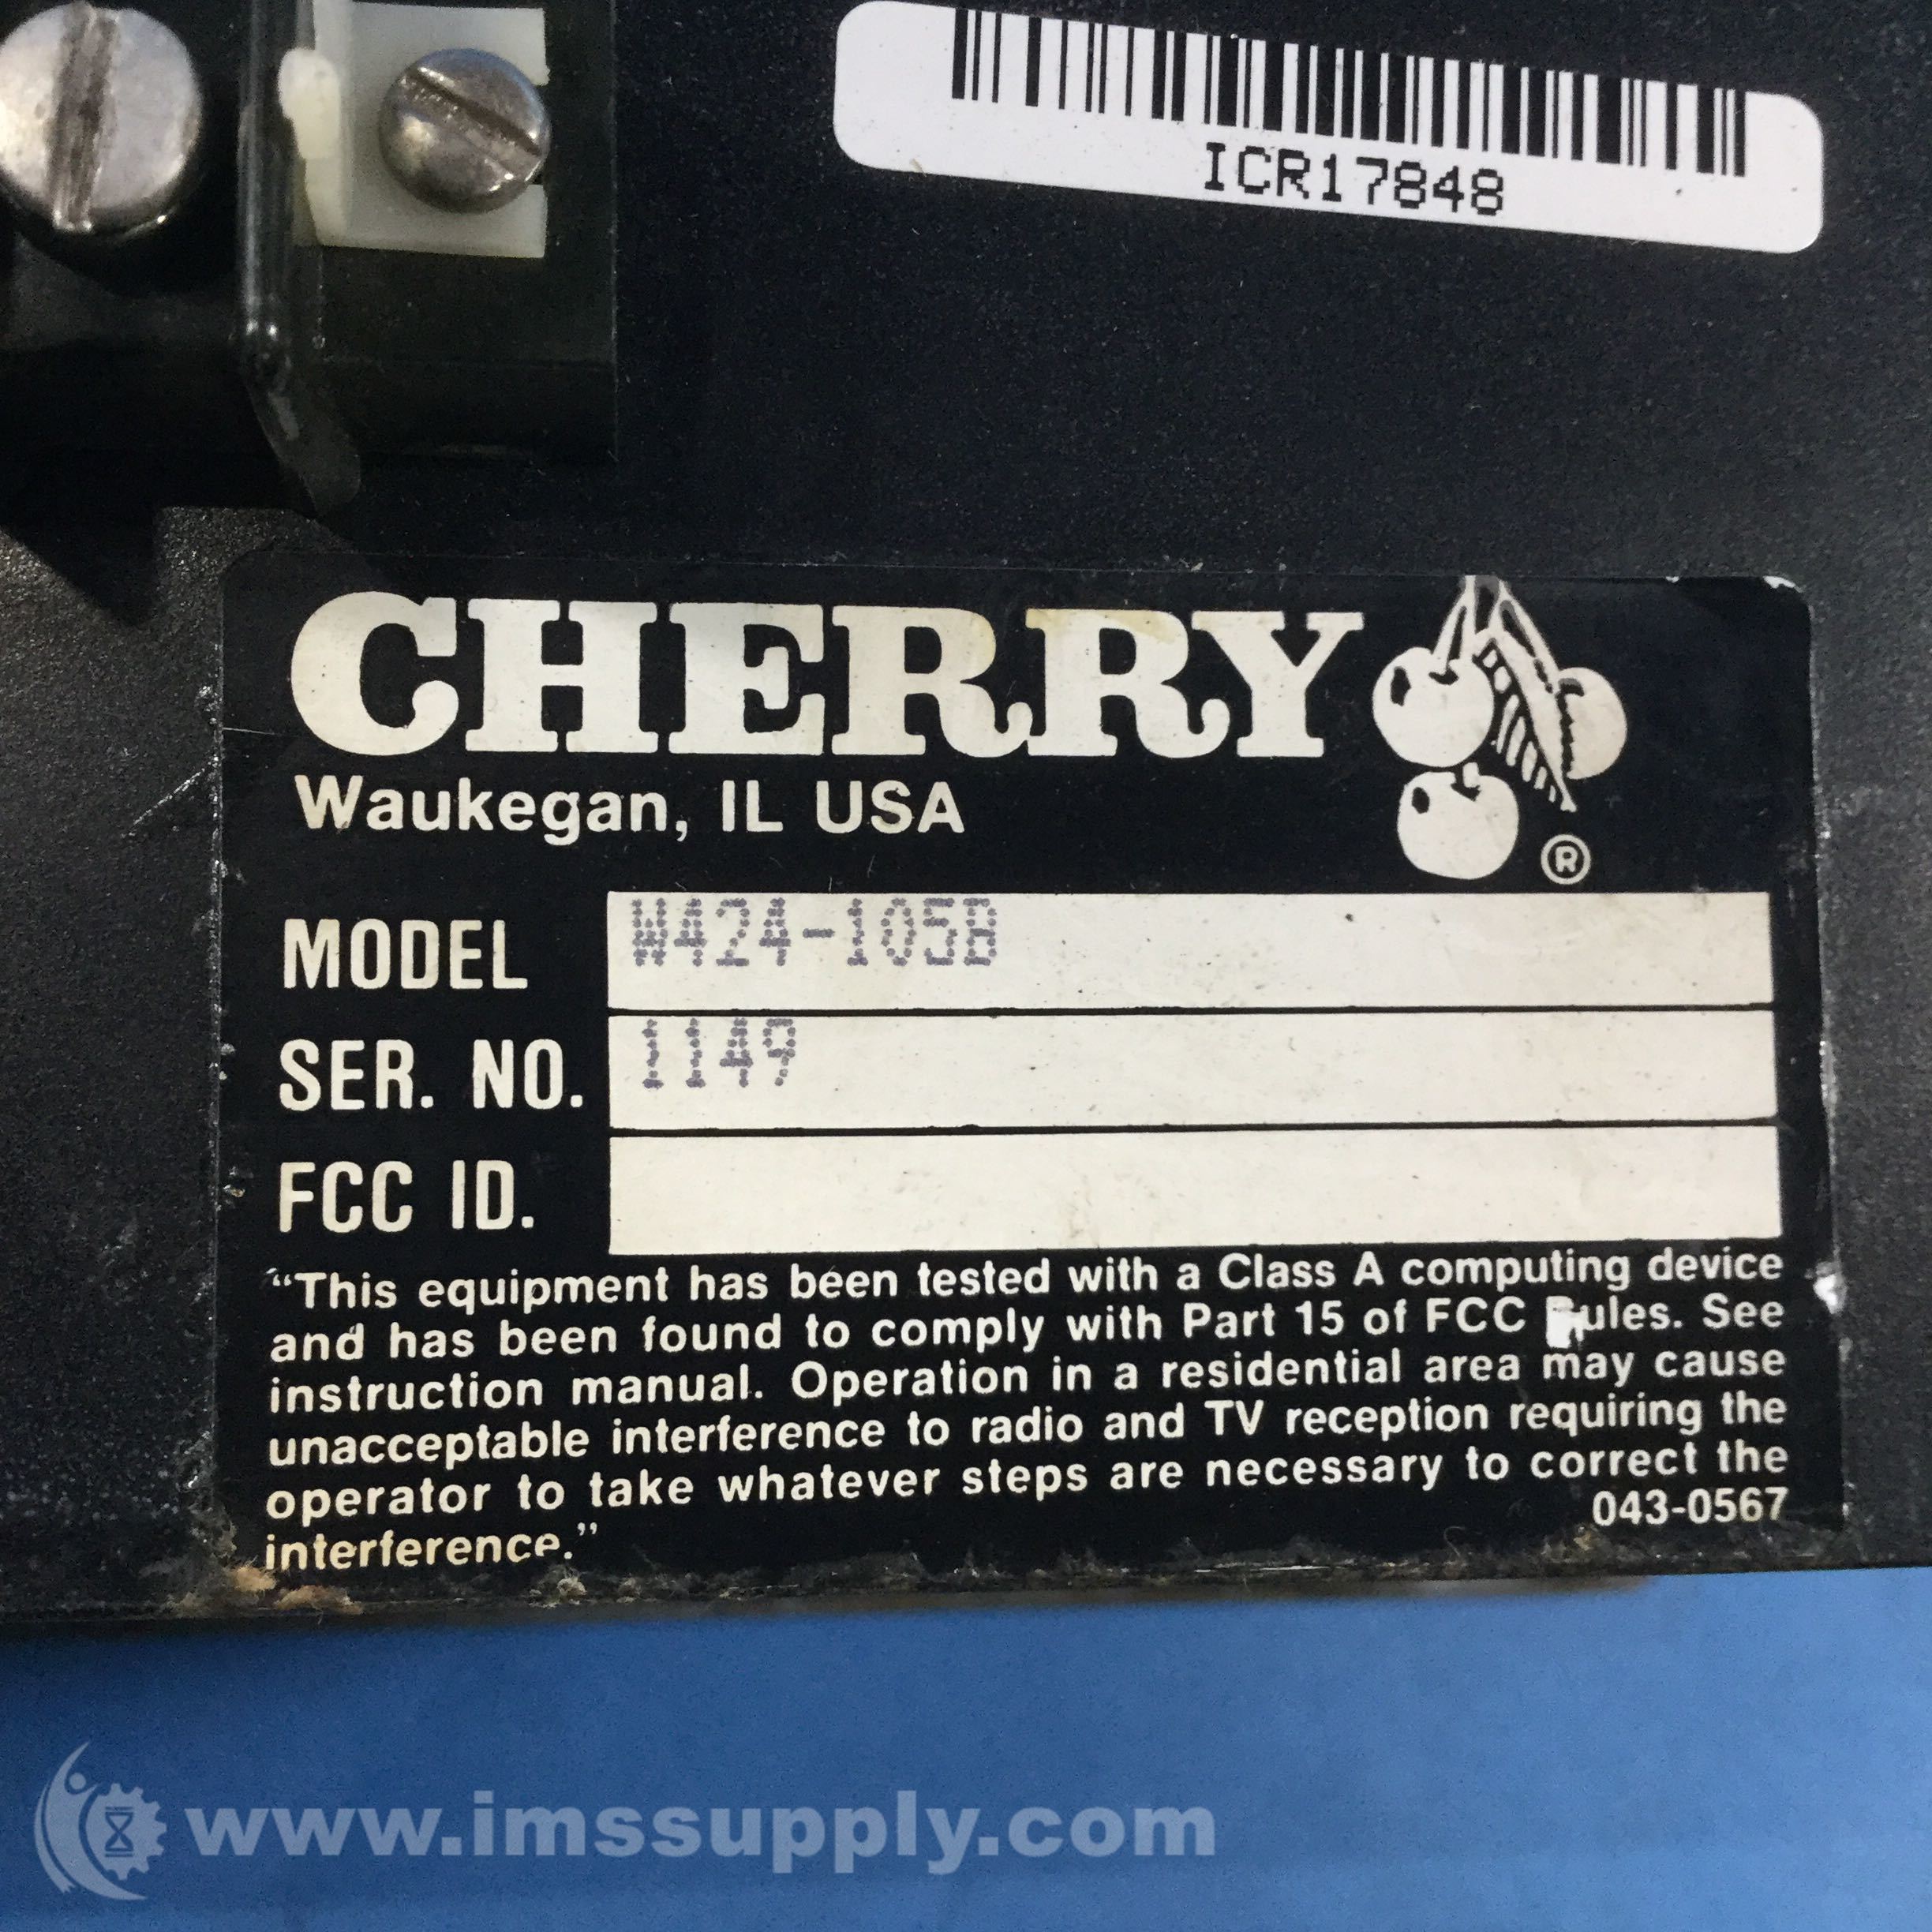 ICR17848
CHERRY
Waukegan, IL USA
®
MODEL W424-105B
SER. NO. 1149
FCC ID.
“This equipment has been tested with a Class A computing device
and has been found to comply with Part 15 of FCC Rules. See
instruction manual. Operation in a residential area may cause
unacceptable interference to radio and TV reception requiring the
operator to take whatever steps are necessary to correct the
interference.”
043-0567
www.imssupply.com